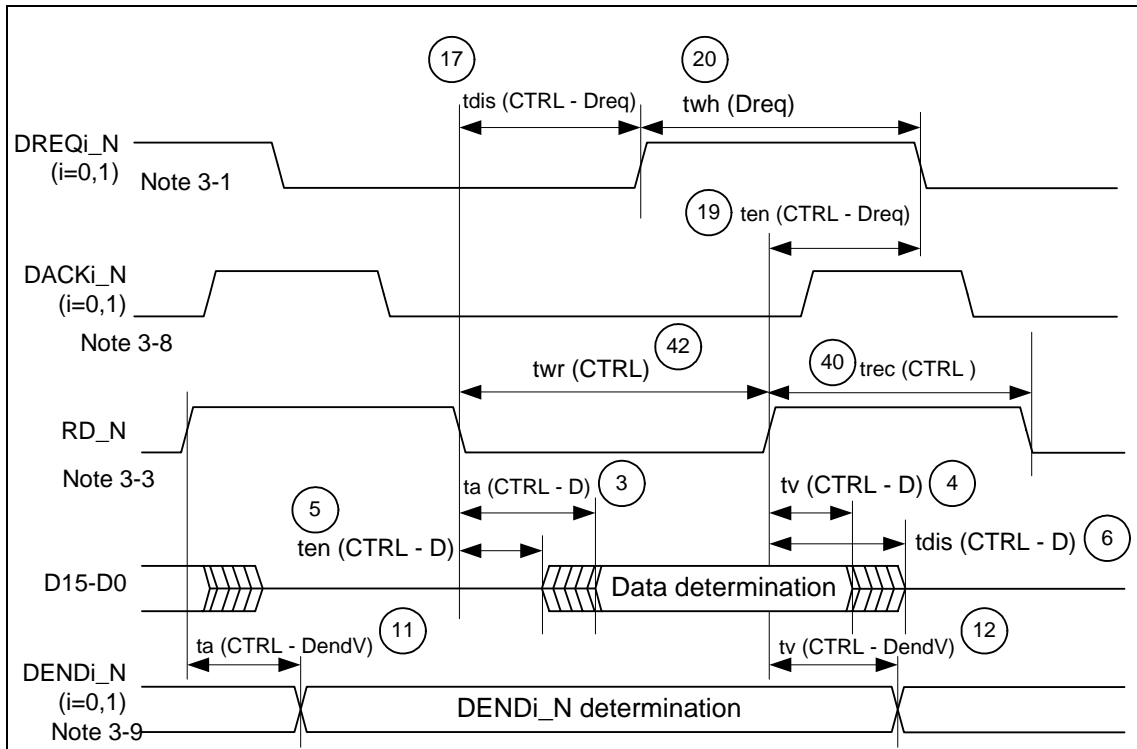 17
20
tdis (CTRL - Dreq)
twh (Dreq)
DREQi_N
(i=0,1)
Note 3-1
19
ten (CTRL - Dreq)
DACKi_N
(i=0,1)
Note 3-8
42
twr (CTRL)
40
trec (CTRL )
RD_N
Note 3-3
ta (CTRL - D)
3
tv (CTRL - D)
4
5
ten (CTRL - D)
tdis (CTRL - D)
6
D15-D0
Data determination
11
ta (CTRL - DendV)
12
tv (CTRL - DendV)
DENDi_N
(i=0,1)
DENDi_N determination
Note 3-9